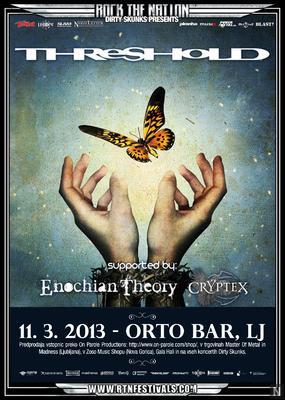 ROCK THE NATION
DIRTY SKUNKS PRESENTS
THRESHOLD
supported by:
Enochian Theory
CRYPTEX
11. 3. 2013 - ORTO BAR, LJ
Predprodaja vstopnic preko On Parole Productions: http://www.on-parole.com/shop/, v trgovinah Master Of Metal in
Madness (Ljubljana), v Zoso Music Shopu (Nova Gorica), Gala Hall in na vseh koncertih Dirty Skunks.
WWW.RTNFESTIVALS.COM